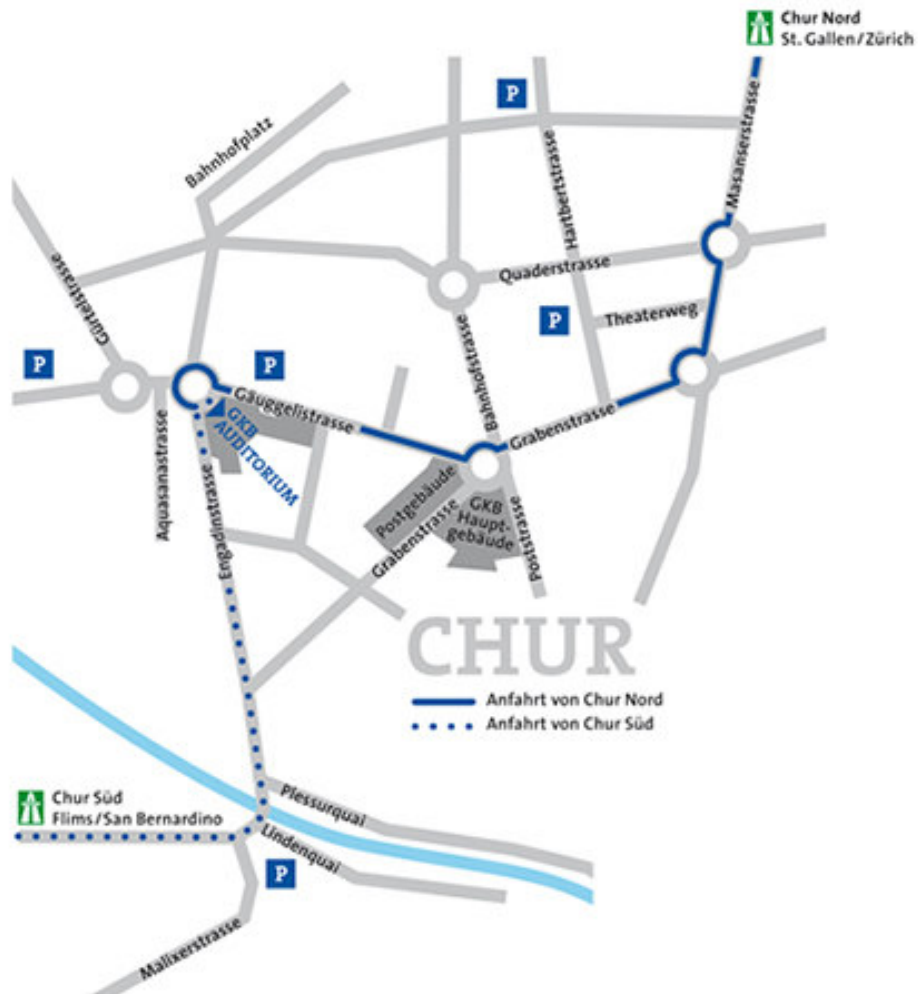 Chur Nord
St. Gallen/Zürich
P
Bahnhofplatz
Masanserstrasse
Hartbertstrasse
Gürtelstrasse
Quaderstrasse
Theaterweg
P
P
P
Bahnhofstrasse
Gäuggelistrasse
Grabenstrasse
GKB
AUDITORIUM
Aquasanastrasse
Engadinstrasse
Postgebäude
Grabenstrasse
GKB
Haupt-
gebäude
Poststrasse
CHUR
Anfahrt von Chur Nord
Anfahrt von Chur Süd
Chur Süd
Flims/San Bernardino
Plessurquai
Lindenquai
P
Malixerstrasse